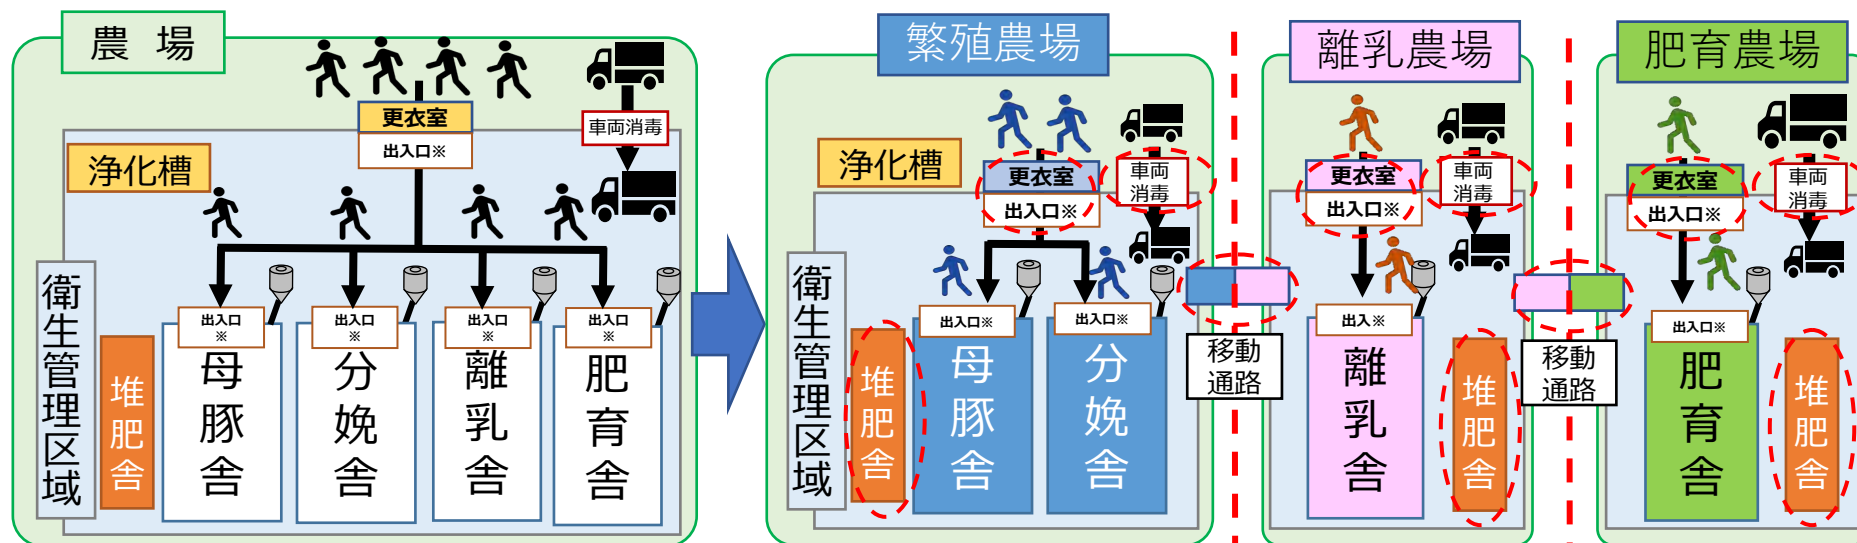 農 場
更衣室
出入口※
車両消毒
浄化槽
衛生管理区域
堆肥舎
出入口
※
母豚舎
出入口
※
分娩舎
出入口
※
離乳舎
出入口
※
肥育舎
繁殖農場
更衣室
出入口※
車両
消毒
浄化槽
衛生管理区域
堆肥舎
出入口※
母豚舎
出入口※
分娩舎
移動
通路
離乳農場
更衣室
出入口※
車両
消毒
出入※
離乳舎
堆肥舎
移動
通路
肥育農場
更衣室
出入口※
車両
消毒
出入口※
肥育舎
堆肥舎